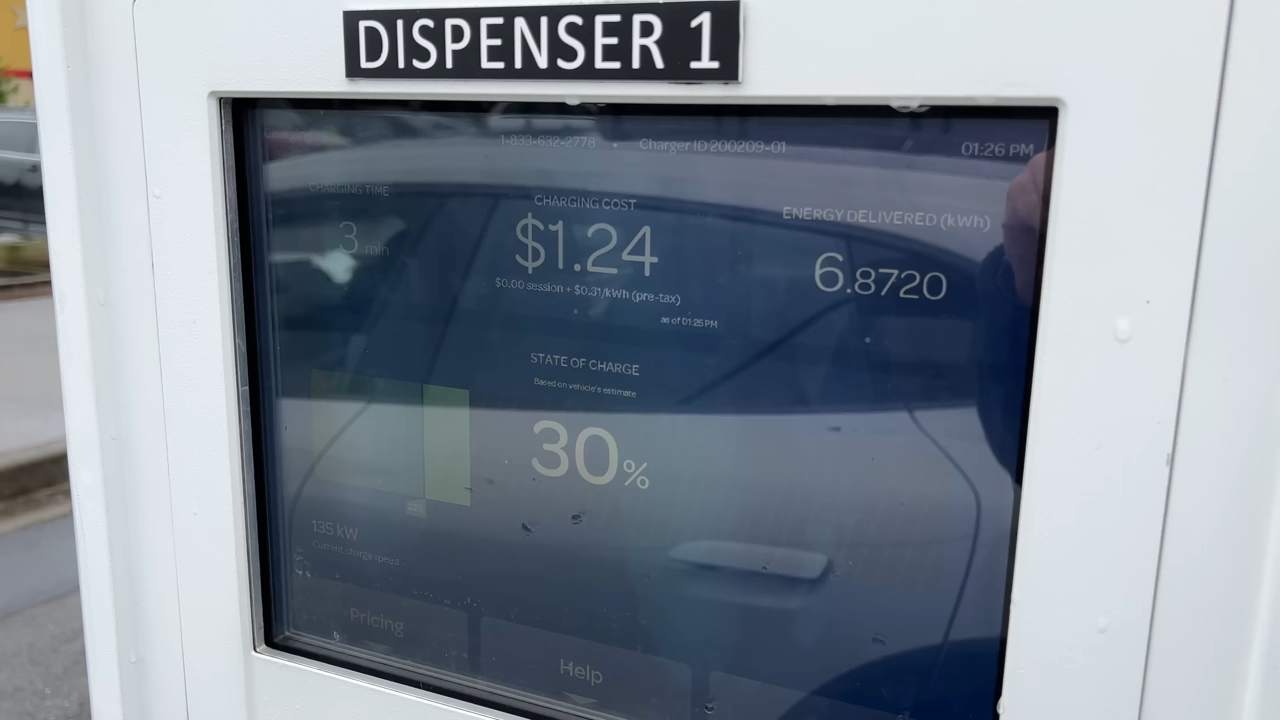 DISPENSER 1
1-833-632-2778 • Charger ID 200209-01
01:26 PM
CHARGING TIME
3 min
CHARGING COST
$1.24
$0.00 session + $0.31/kWh (pre-tax)
as of 01:25 PM
ENERGY DELIVERED (kWh)
6.8720
STATE OF CHARGE
Based on vehicle's estimate
30%
135 kW
Current charge speed
Pricing
Help